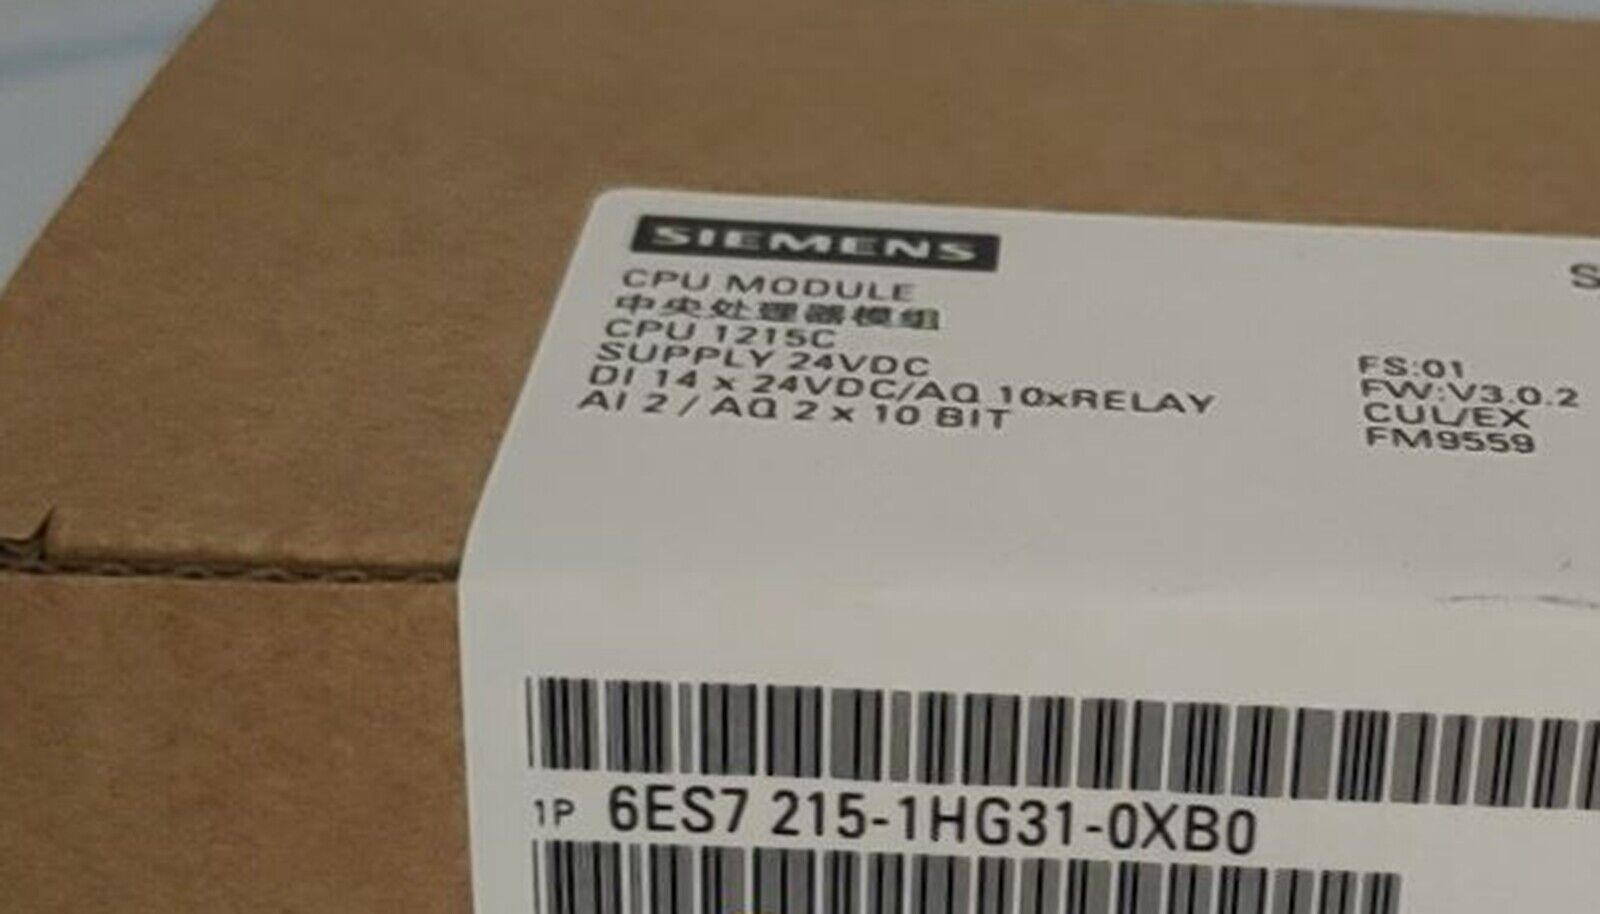 SIEMENS
CPU MODULE
中央处理器模组
CPU 1215C
SUPPLY 24VDC
DI 14 x 24VDC/AQ 10xRELAY
AI 2 / AQ 2 x 10 BIT
S
FS:01
FW:V3.0.2
CUL/EX
FM9559
1P 6ES7 215-1HG31-0XB0